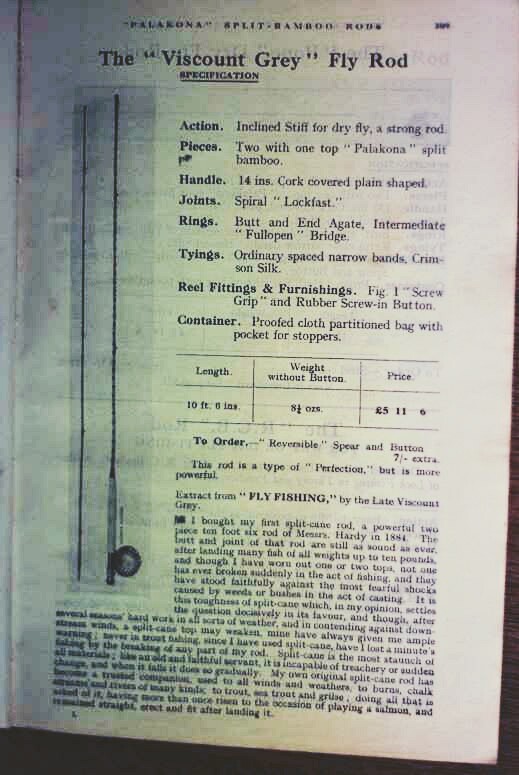 "PALAKONA" SPLIT-BAMBOO RODS 309
The "Viscount Grey" Fly Rod
SPECIFICATION
Action. Inclined Stiff for dry fly, a strong rod.
Pieces. Two with one top "Palakona" split
bamboo.
Handle. 14 ins. Cork covered plain shaped.
Joints. Spiral "Lockfast."
Rings. Butt and End Agate, Intermediate
"Fullopen" Bridge.
Tyings. Ordinary spaced narrow bands, Crim-
son Silk.
Reel Fittings & Furnishings. Fig. 1 "Screw
Grip" and Rubber Screw-in Button.
Container. Proofed cloth partitioned bag with
pocket for stoppers.
Length. Weight without Button. Price.
10 ft. 6 ins. 8½ ozs. £5 11 6
To Order.—"Reversible" Spear and Button
7/- extra.
This rod is a type of "Perfection," but is more
powerful.
Extract from "FLY FISHING," by the Late Viscount
Grey.
I bought my first split-cane rod, a powerful two
piece ten foot six rod of Messrs. Hardy in 1884. The
butt and joint of that rod are still as sound as ever,
after landing many fish of all weights up to ten pounds,
and though I have worn out one or two tops, not one
has ever broken suddenly in the act of fishing, and they
have stood faithfully against the most fearful shocks
caused by weeds or bushes in the act of casting. It is
this toughness of split-cane which, in my opinion, settles
the question decisively in its favour, and though, after
several seasons' hard work in all sorts of weather, and in contending against down-
stream winds, a split-cane top may weaken, mine have always given me ample
warning; never in trout fishing, since I have used split-cane, have I lost a minute's
fishing by the breaking of any part of my rod. Split-cane is the most staunch of
all materials; like an old and faithful servant, it is incapable of treachery or sudden
change, and when it fails it does so gradually. My own original split-cane rod has
become a trusted companion, used to all winds and weathers, to burns, chalk
streams and rivers of many kinds; to trout, sea trout and grilse; doing all that is
asked of it, having more than once risen to the occasion of playing a salmon, and
remained straight, erect and fit after landing it.